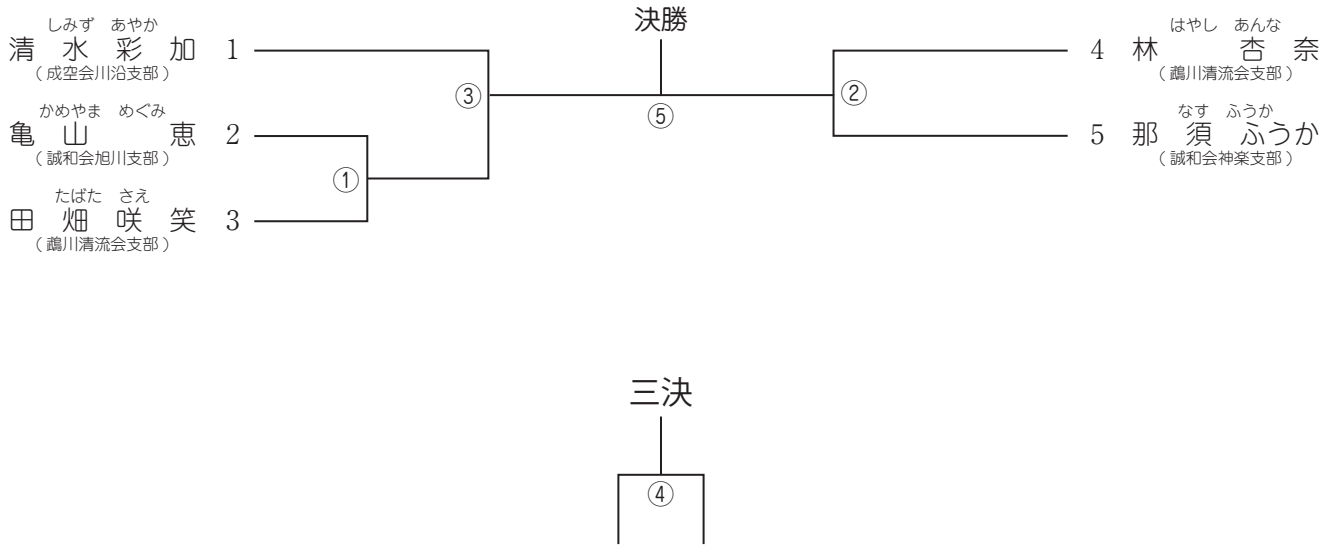 決勝
しみず あやか
清水彩加 1
（成空会川沿支部）
かめやま めぐみ
亀山 恵 2
（誠和会旭川支部）
たばた さえ
田畑咲笑 3
（鵡川清流会支部）
③
①
⑤
②
はやし あんな
4 林 杏奈
（鵡川清流会支部）
なす ふうか
5 那須 ふうか
（誠和会神楽支部）
三決
④